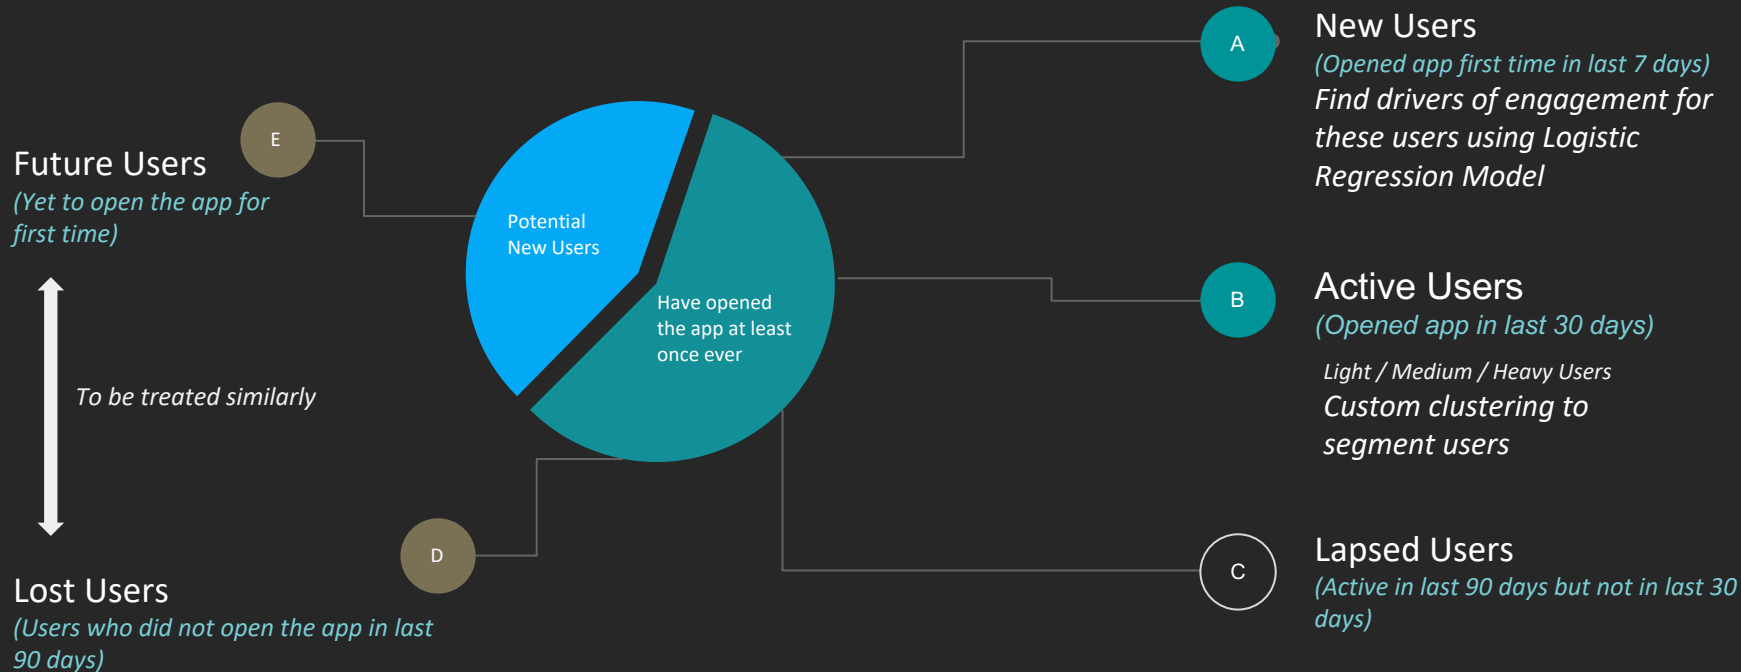 A
New Users
(Opened app first time in last 7 days)
Find drivers of engagement for
these users using Logistic
Regression Model
E
Future Users
(Yet to open the app for
first time)
Potential
New Users
Have opened
the app at least
once ever
B
Active Users
(Opened app in last 30 days)
Light / Medium / Heavy Users
Custom clustering to
segment users
To be treated similarly
D
Lost Users
(Users who did not open the app in last
90 days)
C
Lapsed Users
(Active in last 90 days but not in last 30
days)